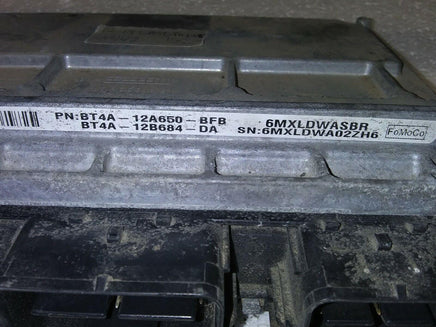 PN:BT4A-12A650-BFB 6MXLDWASBR
BT4A-12B684-DA SN:6MXLDWA02ZH6 FoMoCo